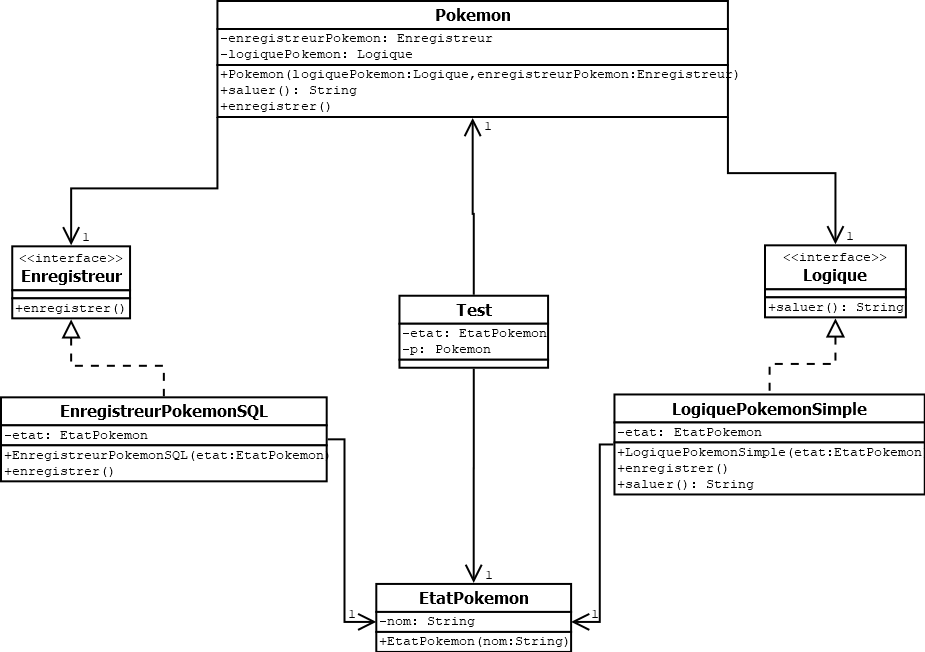 Pokemon
-enregistreurPokemon: Enregistreur
-logiquePokemon: Logique
+Pokemon(logiquePokemon:Logique,enregistreurPokemon:Enregistreur)
+saluer(): String
+enregistrer()
1
1
1
<<interface>>
Enregistreur
+enregistrer()
<<interface>>
Logique
+saluer(): String
Test
-etat: EtatPokemon
-p: Pokemon
EnregistreurPokemonSQL
-etat: EtatPokemon
+EnregistreurPokemonSQL(etat:EtatPokemon)
+enregistrer()
LogiquePokemonSimple
-etat: EtatPokemon
+LogiquePokemonSimple(etat:EtatPokemon
+enregistrer()
+saluer(): String
1
1
1
EtatPokemon
-nom: String
+EtatPokemon(nom:String)